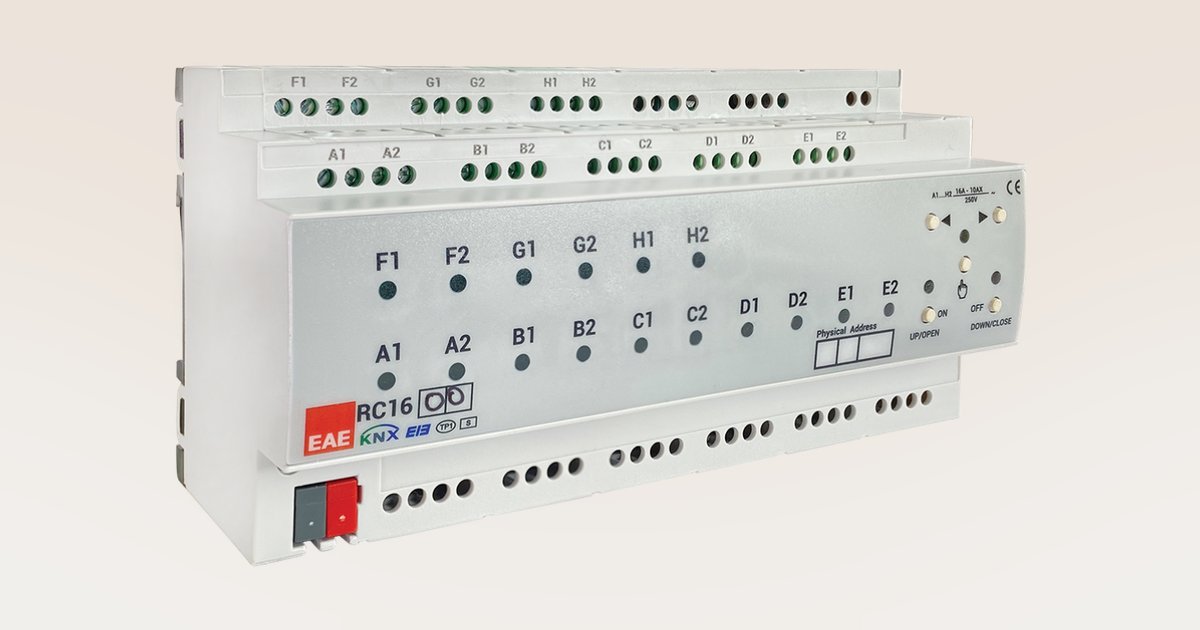 F1 F2 G1 G2 H1 H2
A1 A2 B1 B2 C1 C2 D1 D2 E1 E2
A1...H2 16A - 10AX ~
250V
CE
F1 F2 G1 G2 H1 H2
A1 A2 B1 B2 C1 C2 D1 D2 E1 E2
ON
OFF
UP/OPEN
DOWN/CLOSE
Physical Address
EAE
RC16 00
KNX EIB TP1 S